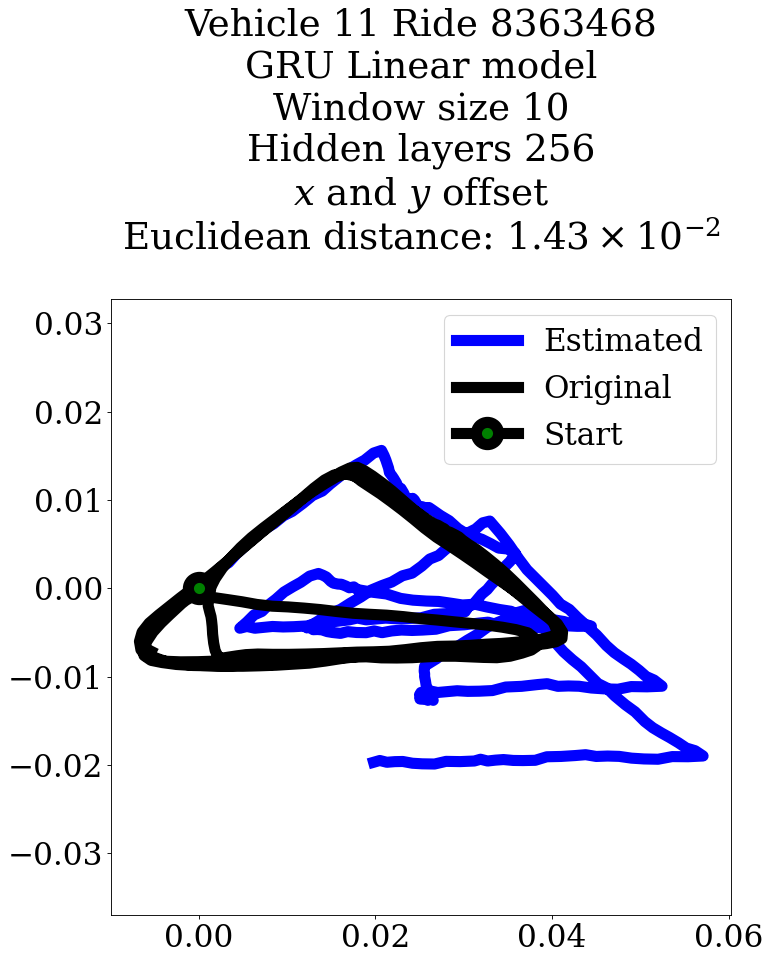 Vehicle 11 Ride 8363468
GRU Linear model
Window size 10
Hidden layers 256
x and y offset
Euclidean distance: 1.43 × 10⁻²
Estimated
Original
Start
0.03
0.02
0.01
0.00
−0.01
−0.02
−0.03
0.00 0.02 0.04 0.06